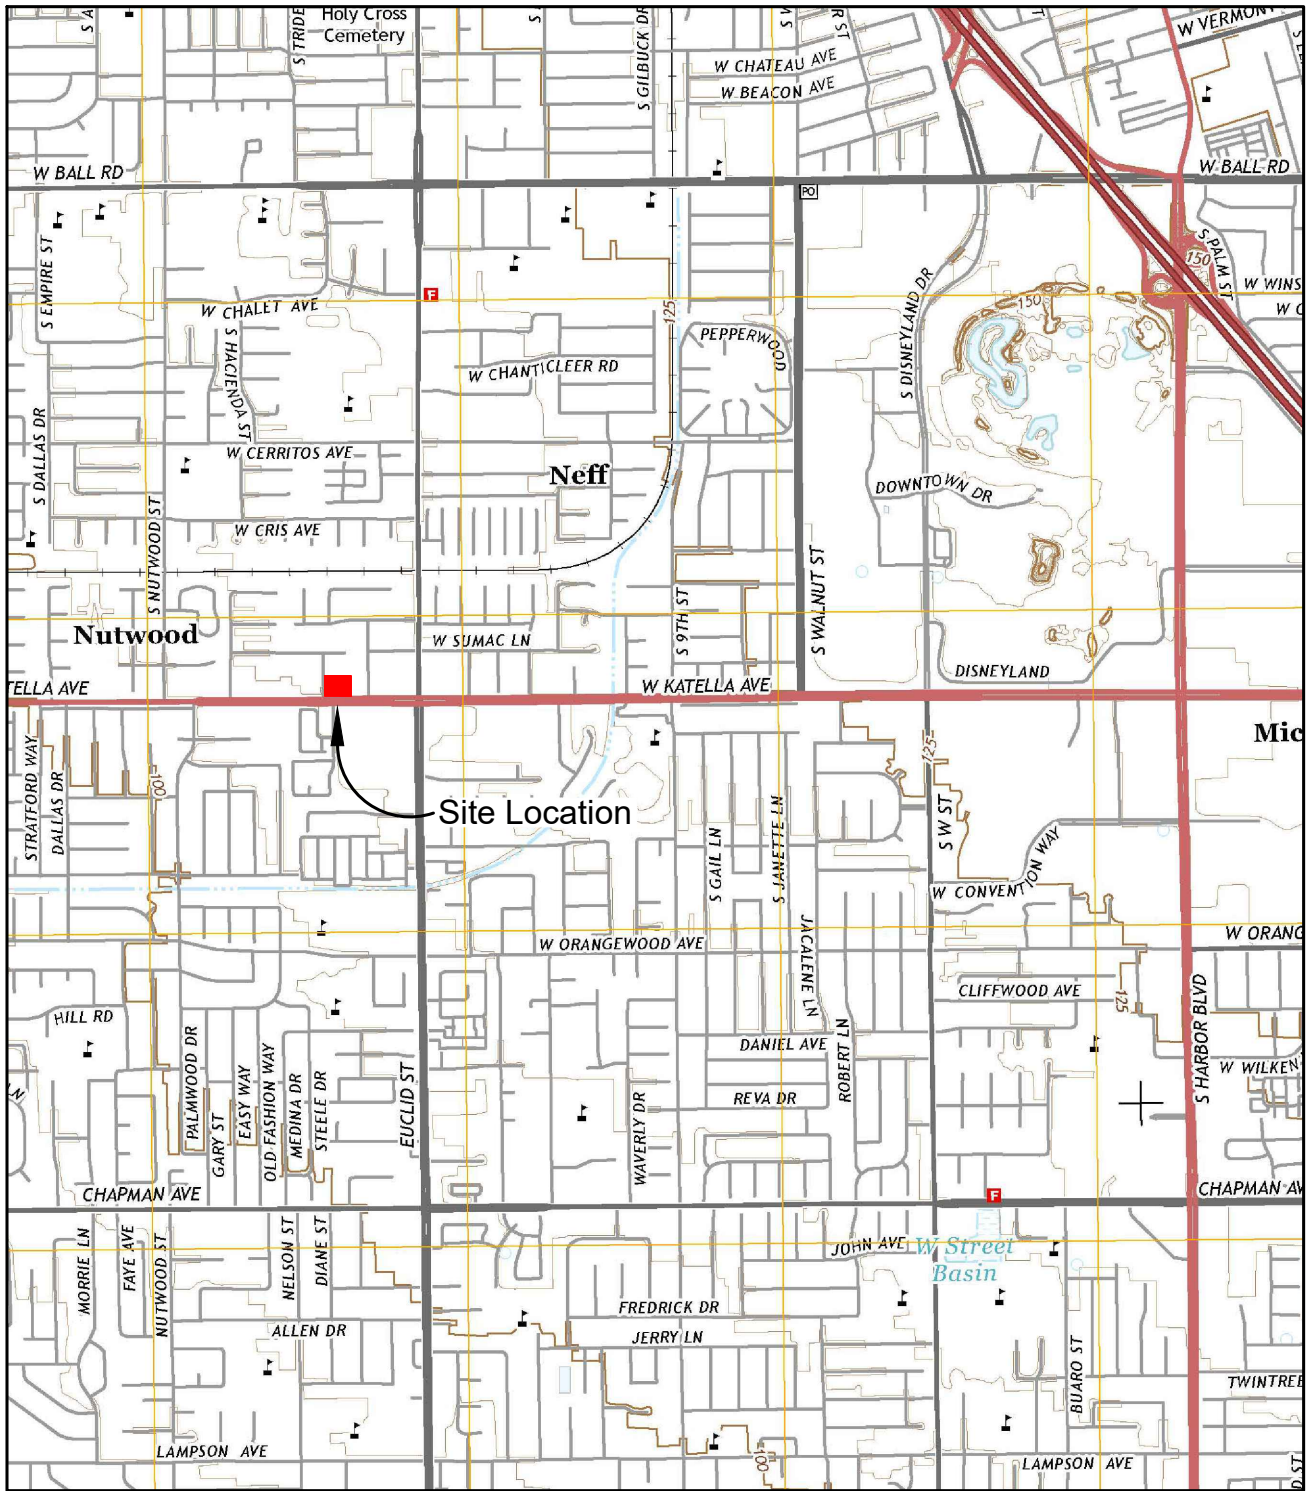 Holy Cross
Cemetery
S TRIDE
S GILBUCK DR
W CHATEAU AVE
W BEACON AVE
W VERMONT
W BALL RD
W BALL RD
PO
S EMPIRE ST
S PALM ST
150
W WINS
W CHALET AVE
F
125
150
S HACIENDA ST
PEPPERWOOD
S DISNEYLAND DR
W CHANTICLEER RD
S DALLAS DR
W CERRITOS AVE
Neff
DOWNTOWN DR
S NUTWOOD ST
W CRIS AVE
S WALNUT ST
S 9TH ST
Nutwood
W SUMAC LN
DISNEYLAND
TELLA AVE
W KATELLA AVE
Mic
STRATFORD WAY
DALLAS DR
100
125
Site Location
S GAIL LN
S JANETTE LN
S W ST
W CONVENTION WAY
W ORANGEWOOD AVE
W ORANG
JACALENE LN
CLIFFWOOD AVE
125
HILL RD
S HARBOR BLVD
DANIEL AVE
ROBERT LN
W WILKEN
LN
PALMWOOD DR
GARY ST
EASY WAY
OLD FASHION WAY
MEDINA DR
STEELE DR
EUCLID ST
WAVERLY DR
REVA DR
CHAPMAN AVE
F
CHAPMAN AV
MORRIE LN
FAYE AVE
NUTWOOD ST
NELSON ST
DIANE ST
JOHN AVE
W Street
Basin
FREDRICK DR
JERRY LN
ALLEN DR
BUARO ST
TWINTREE
LAMPSON AVE
100
LAMPSON AVE
D ST